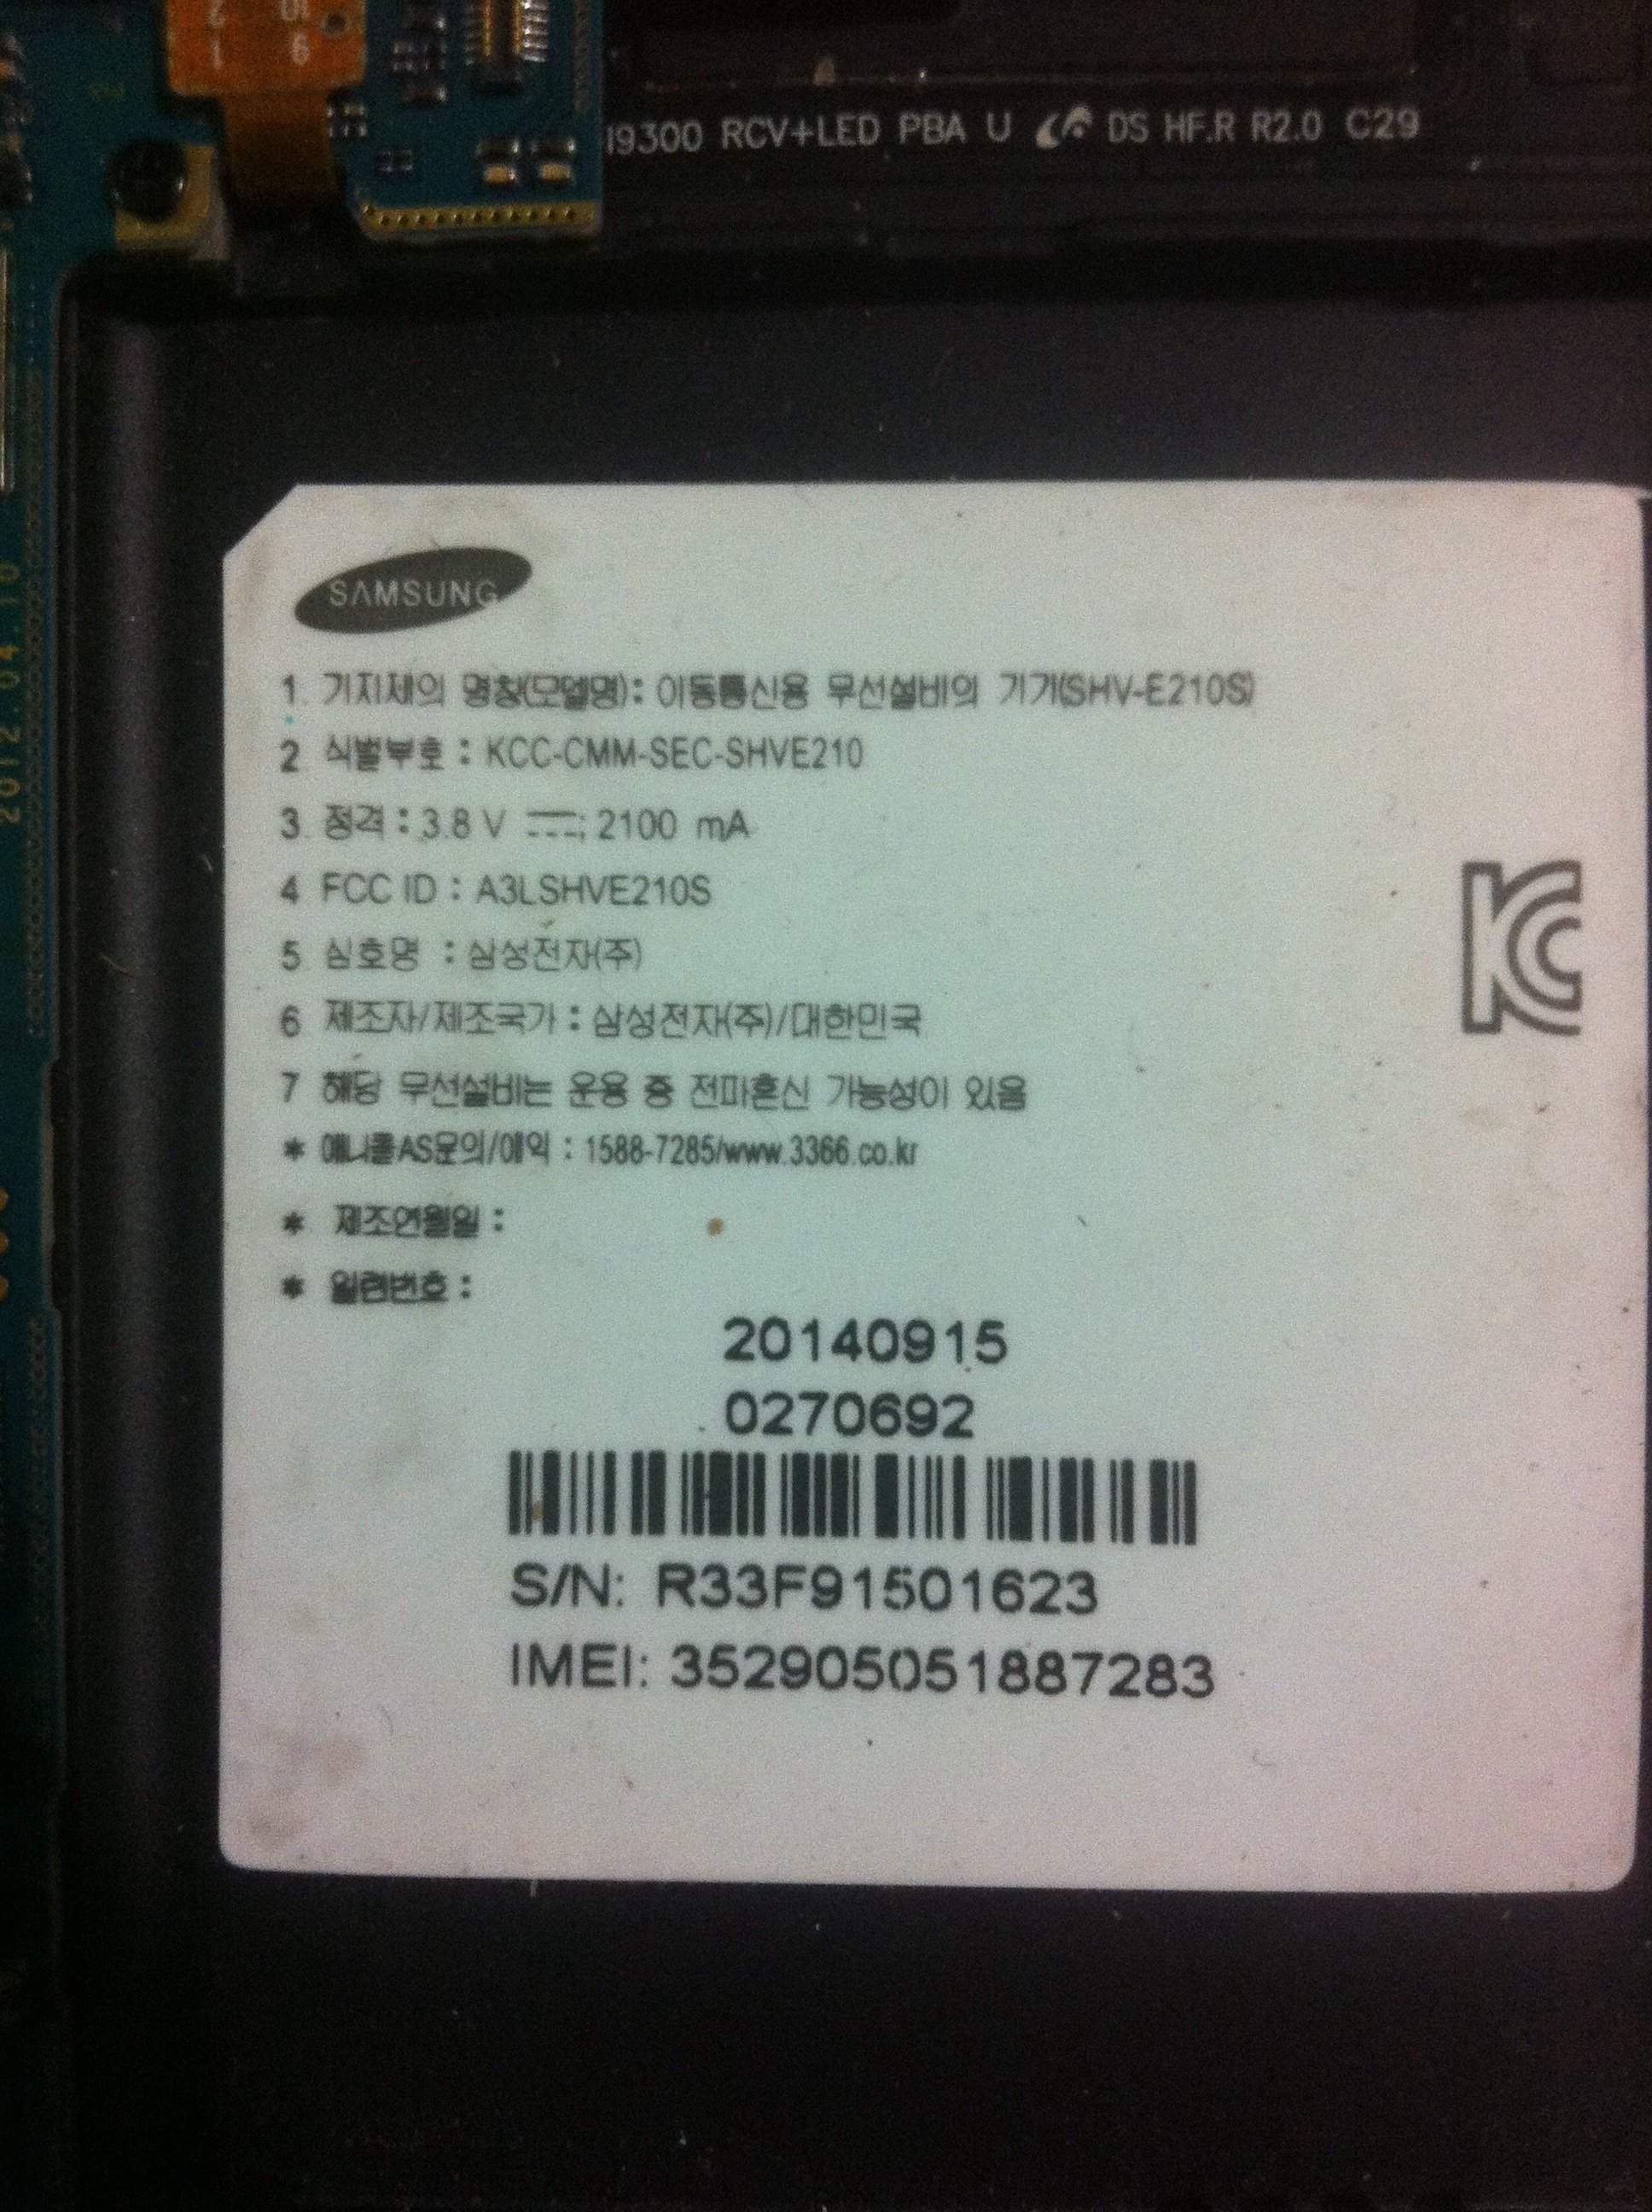 I9300 RCV+LED PBA U DS HF.R R2.0 C29
2012.04.10
SAMSUNG
1. 기자재의 명칭(모델명): 이동통신용 무선설비의 기기(SHV-E210S)
2 식별부호 : KCC-CMM-SEC-SHVE210
3. 정격 : 3.8 V ; 2100 mA
4 FCC ID : A3LSHVE210S
5 상호명 : 삼성전자(주)
6 제조자/제조국가 : 삼성전자(주)/대한민국
7 해당 무선설비는 운용 중 전파혼신 가능성이 있음
* 애니콜AS문의/예약 : 1588-7285/www.3366.co.kr
* 제조연월일 :
* 일련번호 :
20140915
0270692
S/N: R33F91501623
IMEI: 352905051887283